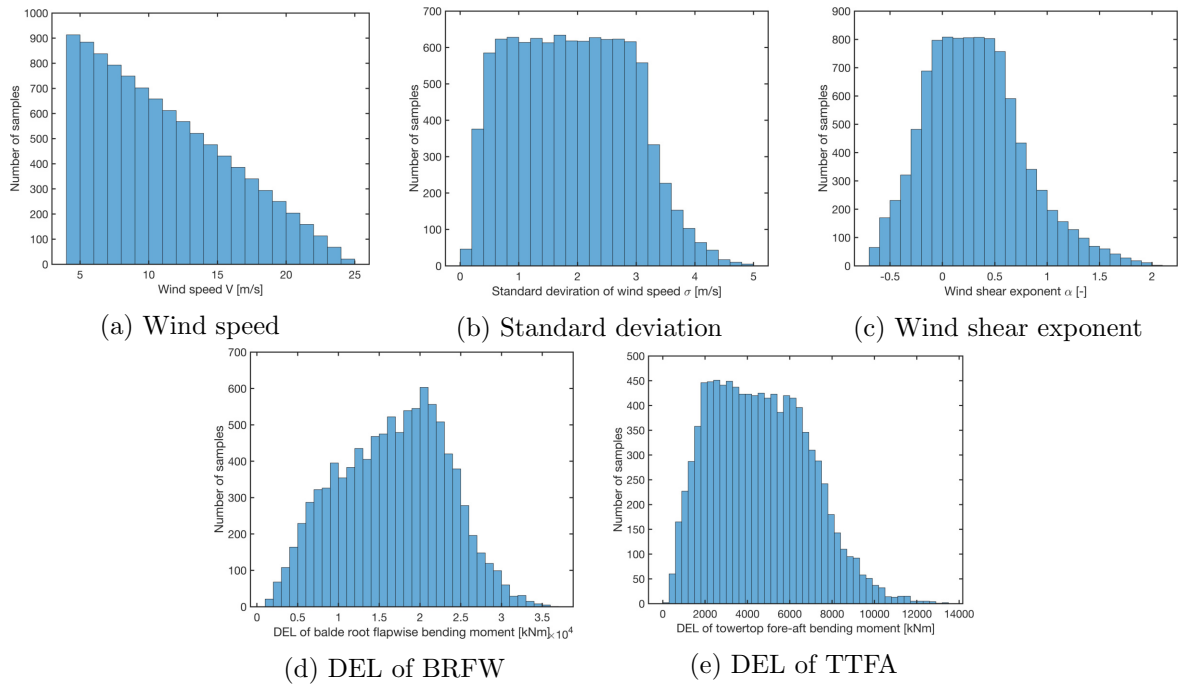 1000
900
800
700
600
500
400
300
200
100
0
Number of samples
5 10 15 20 25
Wind speed V [m/s]
(a) Wind speed
700
600
500
400
300
200
100
0
Number of samples
0 1 2 3 4 5
Standard deviration of wind speed σ [m/s]
(b) Standard deviation
900
800
700
600
500
400
300
200
100
0
Number of samples
-0.5 0 0.5 1 1.5 2
Wind shear exponent α [-]
(c) Wind shear exponent
700
600
500
400
300
200
100
0
Number of samples
0 0.5 1 1.5 2 2.5 3 3.5
DEL of balde root flapwise bending moment [kNm]×10⁴
(d) DEL of BRFW
500
450
400
350
300
250
200
150
100
50
0
Number of samples
0 2000 4000 6000 8000 10000 12000 14000
DEL of towertop fore-aft bending moment [kNm]
(e) DEL of TTFA